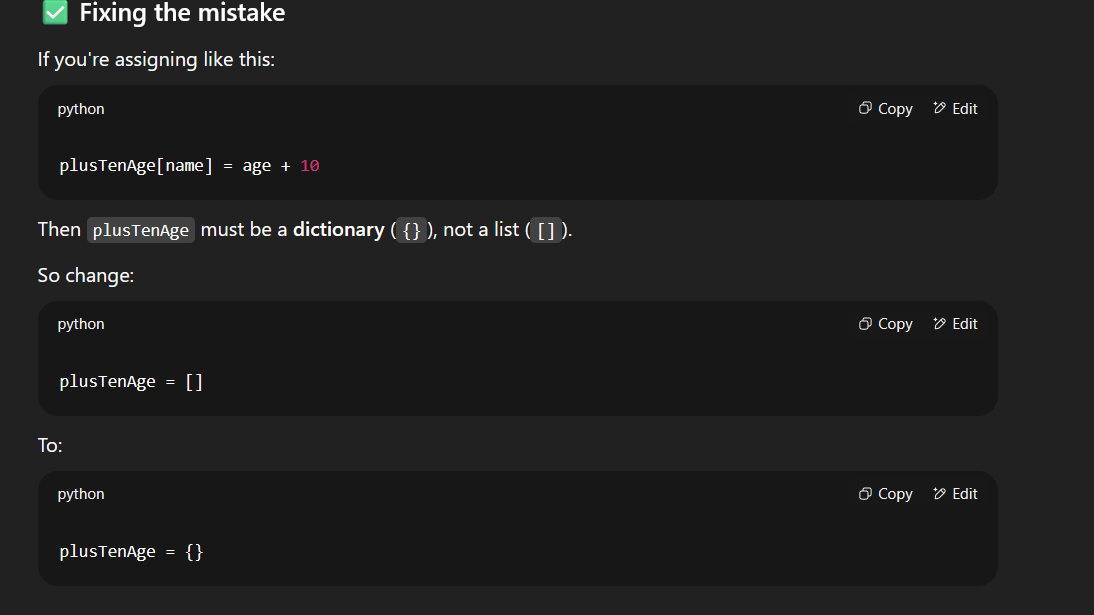 ✅ Fixing the mistake
If you're assigning like this:
python Copy Edit
plusTenAge[name] = age + 10
Then plusTenAge must be a dictionary ({}), not a list ([]).
So change:
python Copy Edit
plusTenAge = []
To:
python Copy Edit
plusTenAge = {}